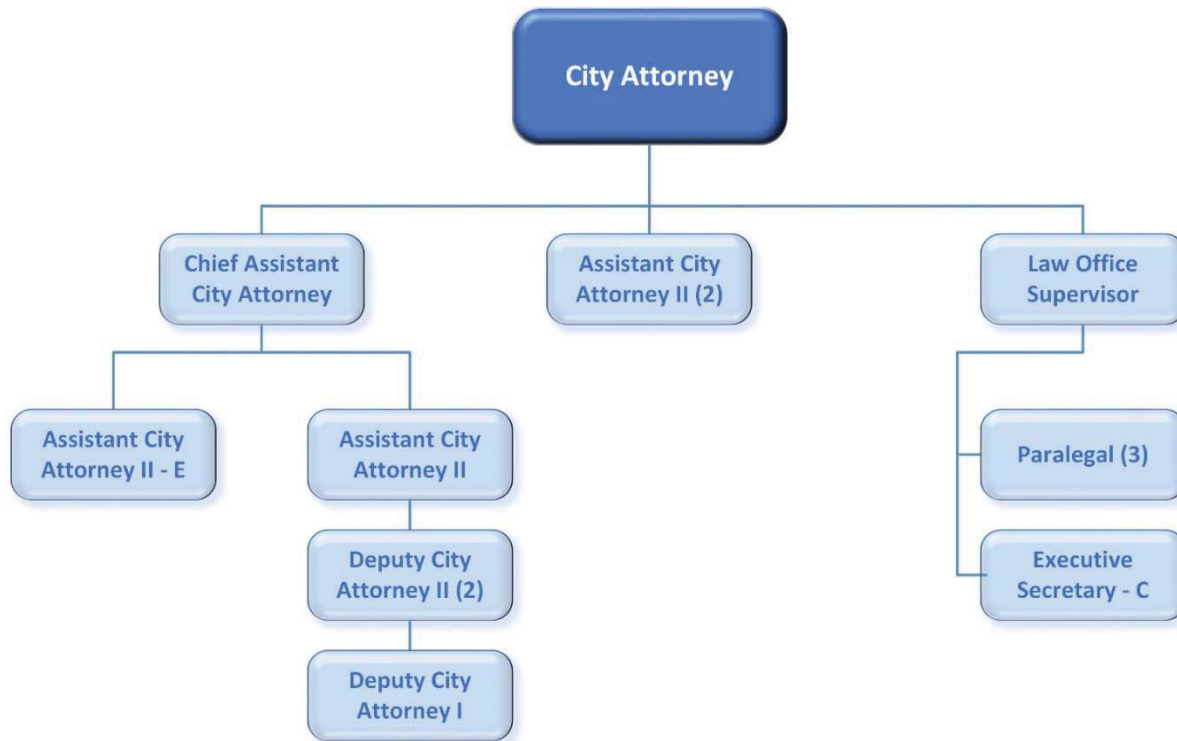 City Attorney
Chief Assistant
City Attorney
Assistant City
Attorney II (2)
Law Office
Supervisor
Assistant City
Attorney II - E
Assistant City
Attorney II
Paralegal (3)
Deputy City
Attorney II (2)
Executive
Secretary - C
Deputy City
Attorney I